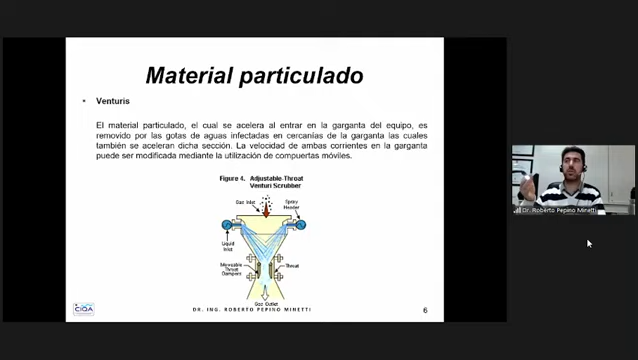 Material particulado
• Venturis
El material particulado, el cual se acelera al entrar en la garganta del equipo, es
removido por las gotas de aguas infectadas en cercanías de la garganta las cuales
también se aceleran dicha sección. La velocidad de ambas corrientes en la garganta
puede ser modificada mediante la utilización de compuertas móviles.
Figure 4. Adjustable-Throat
Venturi Scrubber
Gas Inlet
Spray
Header
Liquid
Inlet
Moveable
Throat
Dampers
Throat
Gas Outlet
CIQA
DR. ING. ROBERTO PEPINO MINETTI
6
Dr. Roberto Pepino Minetti